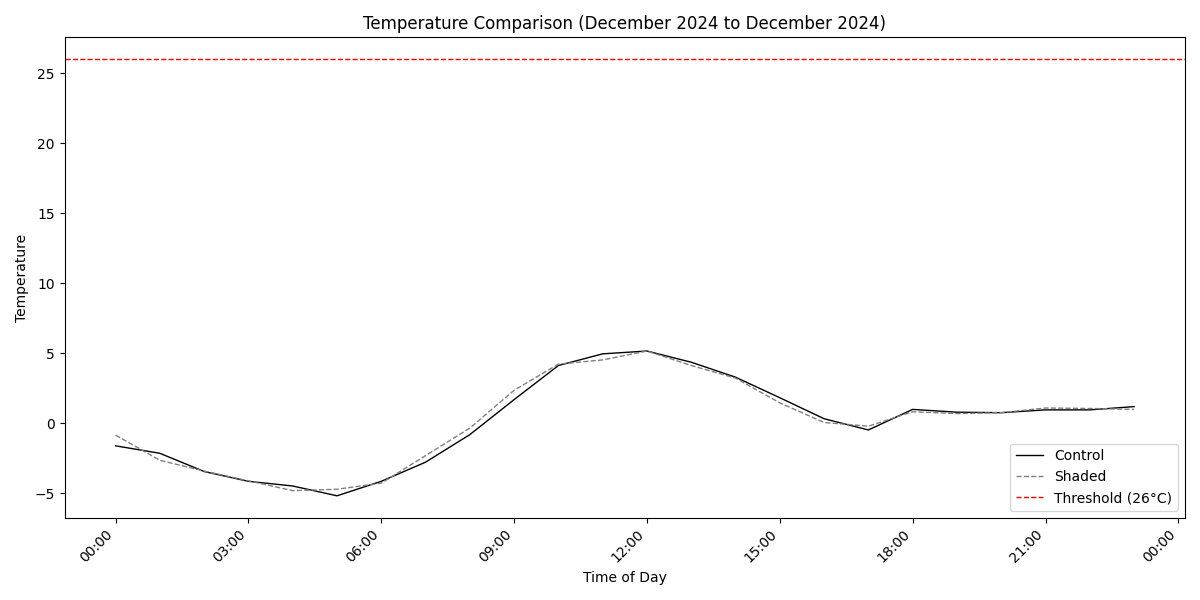 Temperature Comparison (December 2024 to December 2024)
25
20
15
10
5
0
−5
Temperature
00:00
03:00
06:00
09:00
12:00
15:00
18:00
21:00
00:00
Time of Day
Control
Shaded
Threshold (26°C)